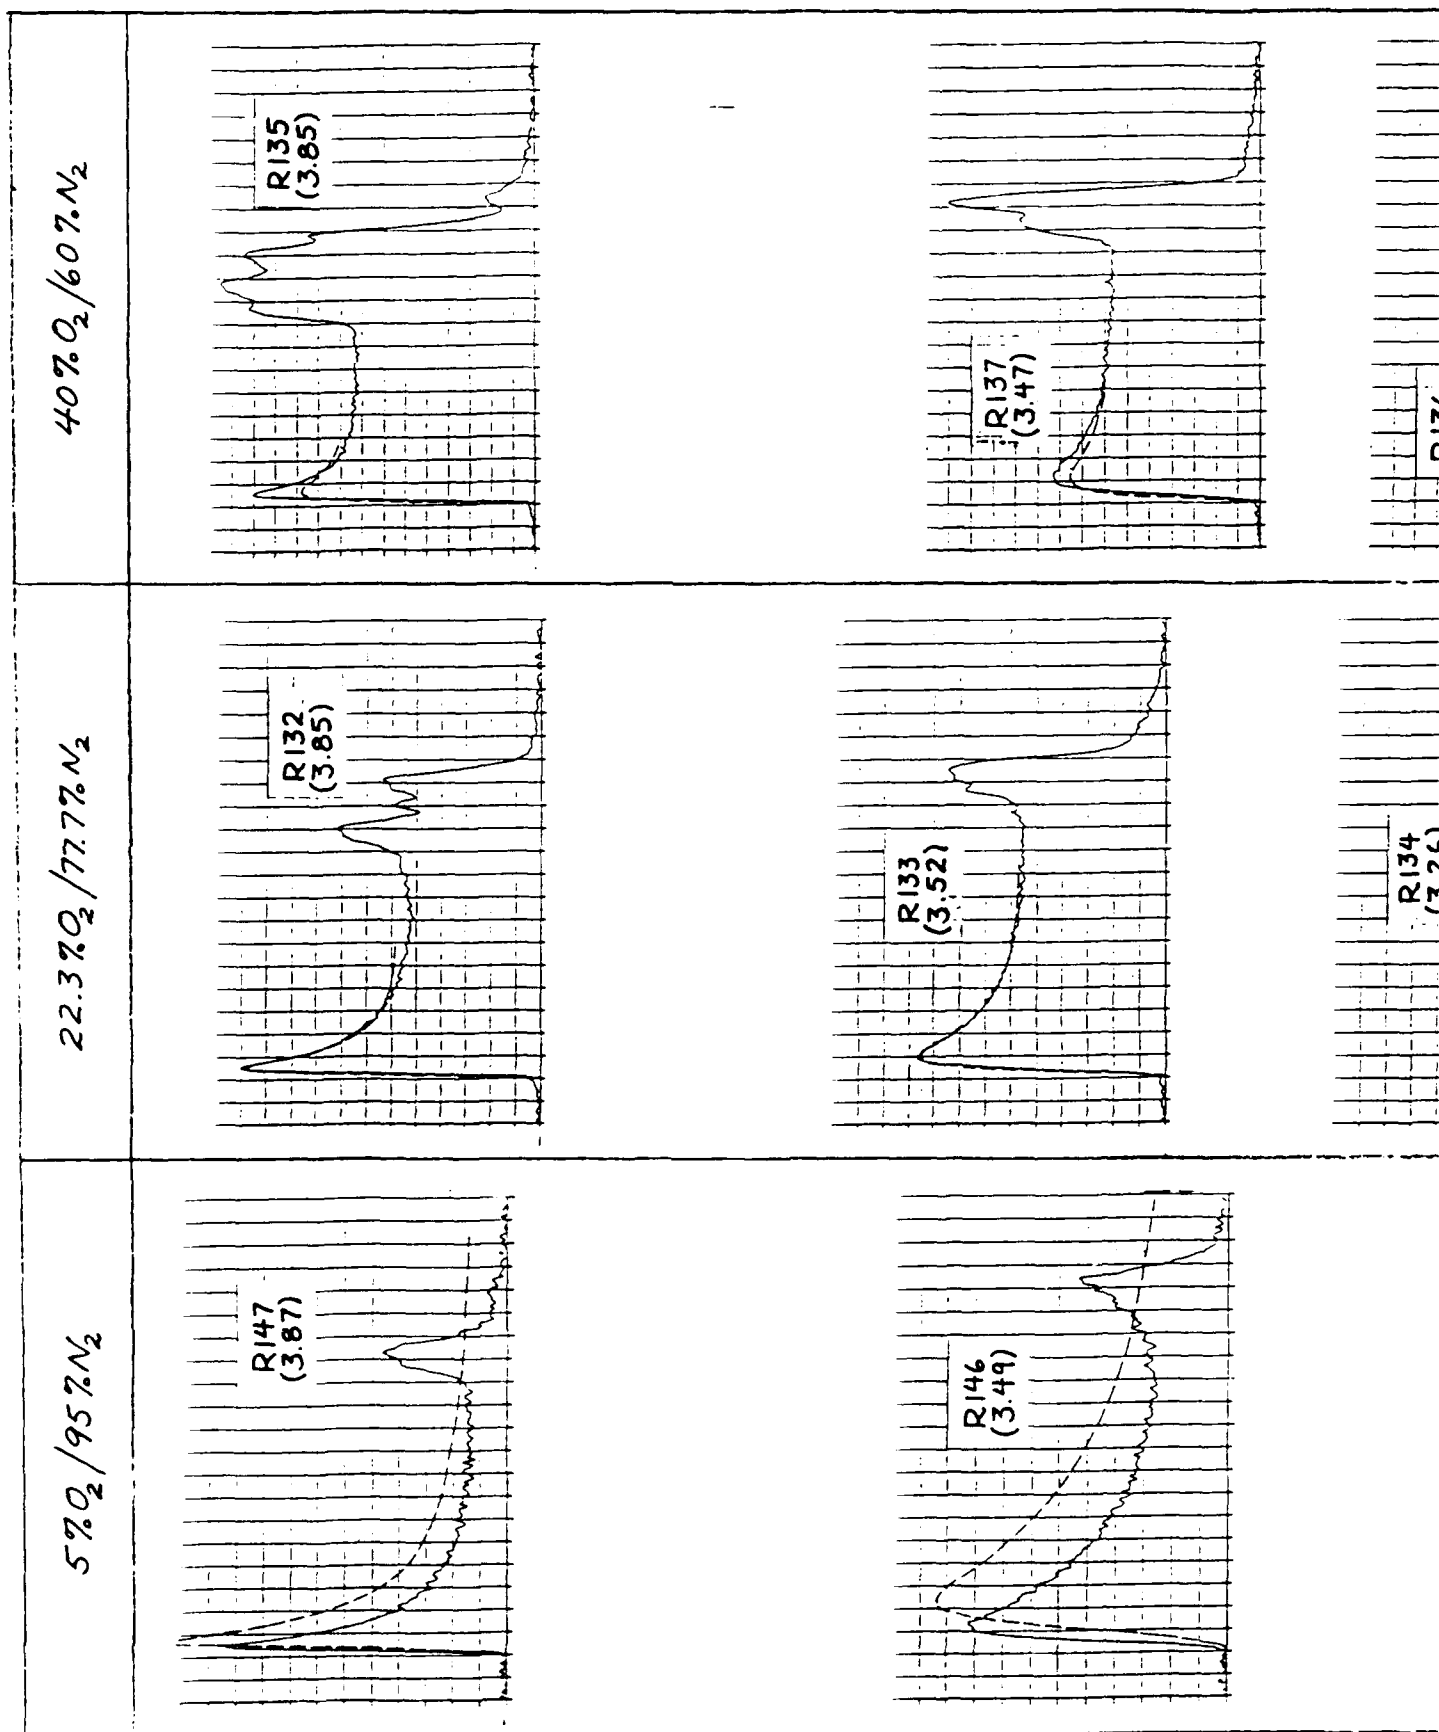 5%O₂/95%N₂
22.3%O₂/77.7%N₂
40%O₂/60%N₂
R147
(3.87)
R132
(3.85)
R135
(3.85)
R146
(3.49)
R133
(3.52)
R137
(3.47)
R134